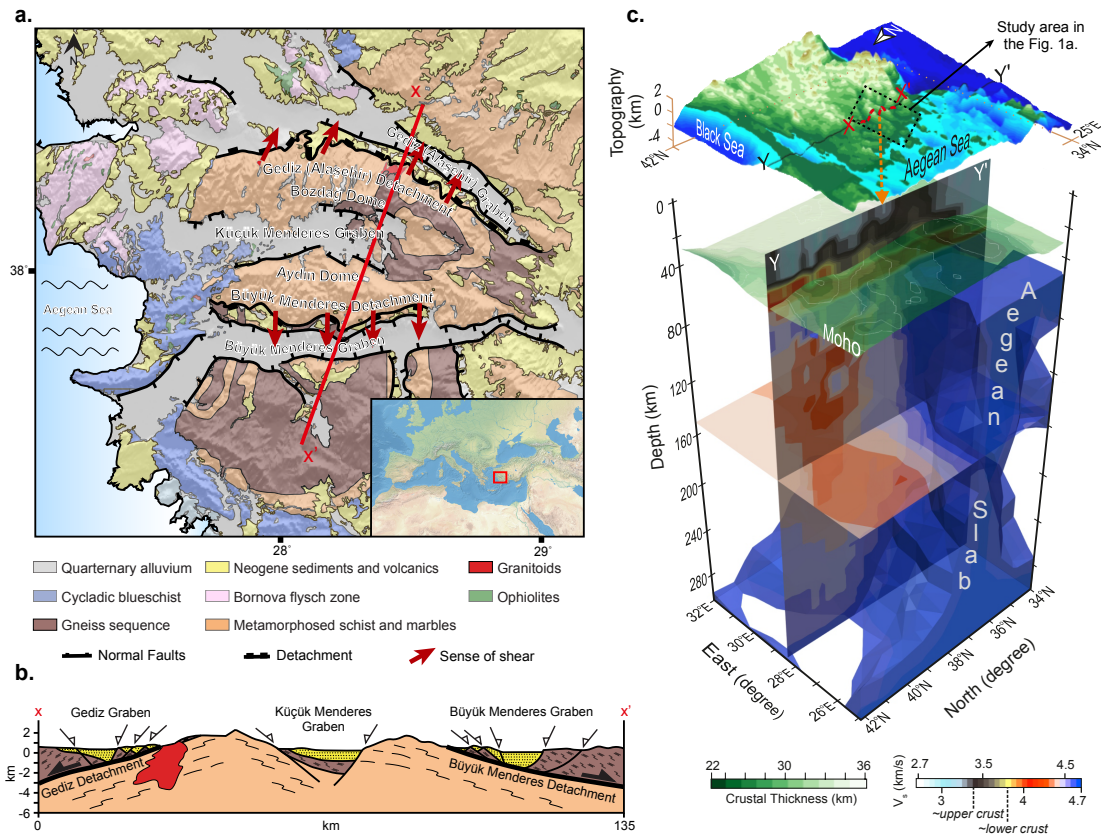 a.
N
X
Gediz (Alaşehir) Graben
Gediz (Alaşehir) Detachment
Bozdağ Dome
Küçük Menderes Graben
38°
Aydın Dome
Büyük Menderes Detachment
Aegean Sea
Büyük Menderes Graben
X'
28°
29°
Quarternary alluvium
Neogene sediments and volcanics
Granitoids
Cycladic blueschist
Bornova flysch zone
Ophiolites
Gneiss sequence
Metamorphosed schist and marbles
Normal Faults
Detachment
Sense of shear
b.
X
X'
Gediz Graben
Küçük Menderes
Graben
Büyük Menderes Graben
2
0
-2
-4
-6
km
Gediz Detachment
Büyük Menderes Detachment
0
km
135
c.
Study area in
the Fig. 1a.
N
Y'
X
X'
Y
Topography
(km)
2
0
-2
-4
42°N
Black Sea
Aegean Sea
25°E
34°N
Y'
Y
0
40
80
120
160
200
240
280
Depth (km)
Moho
Aegean
Slab
32°E
30°E
28°E
26°E
East (degree)
42°N
40°N
38°N
36°N
34°N
North (degree)
22
26
30
33
36
Crustal Thickness (km)
Vs (km/s)
2.7
3.5
4.5
3
4
4.7
~upper crust
~lower crust